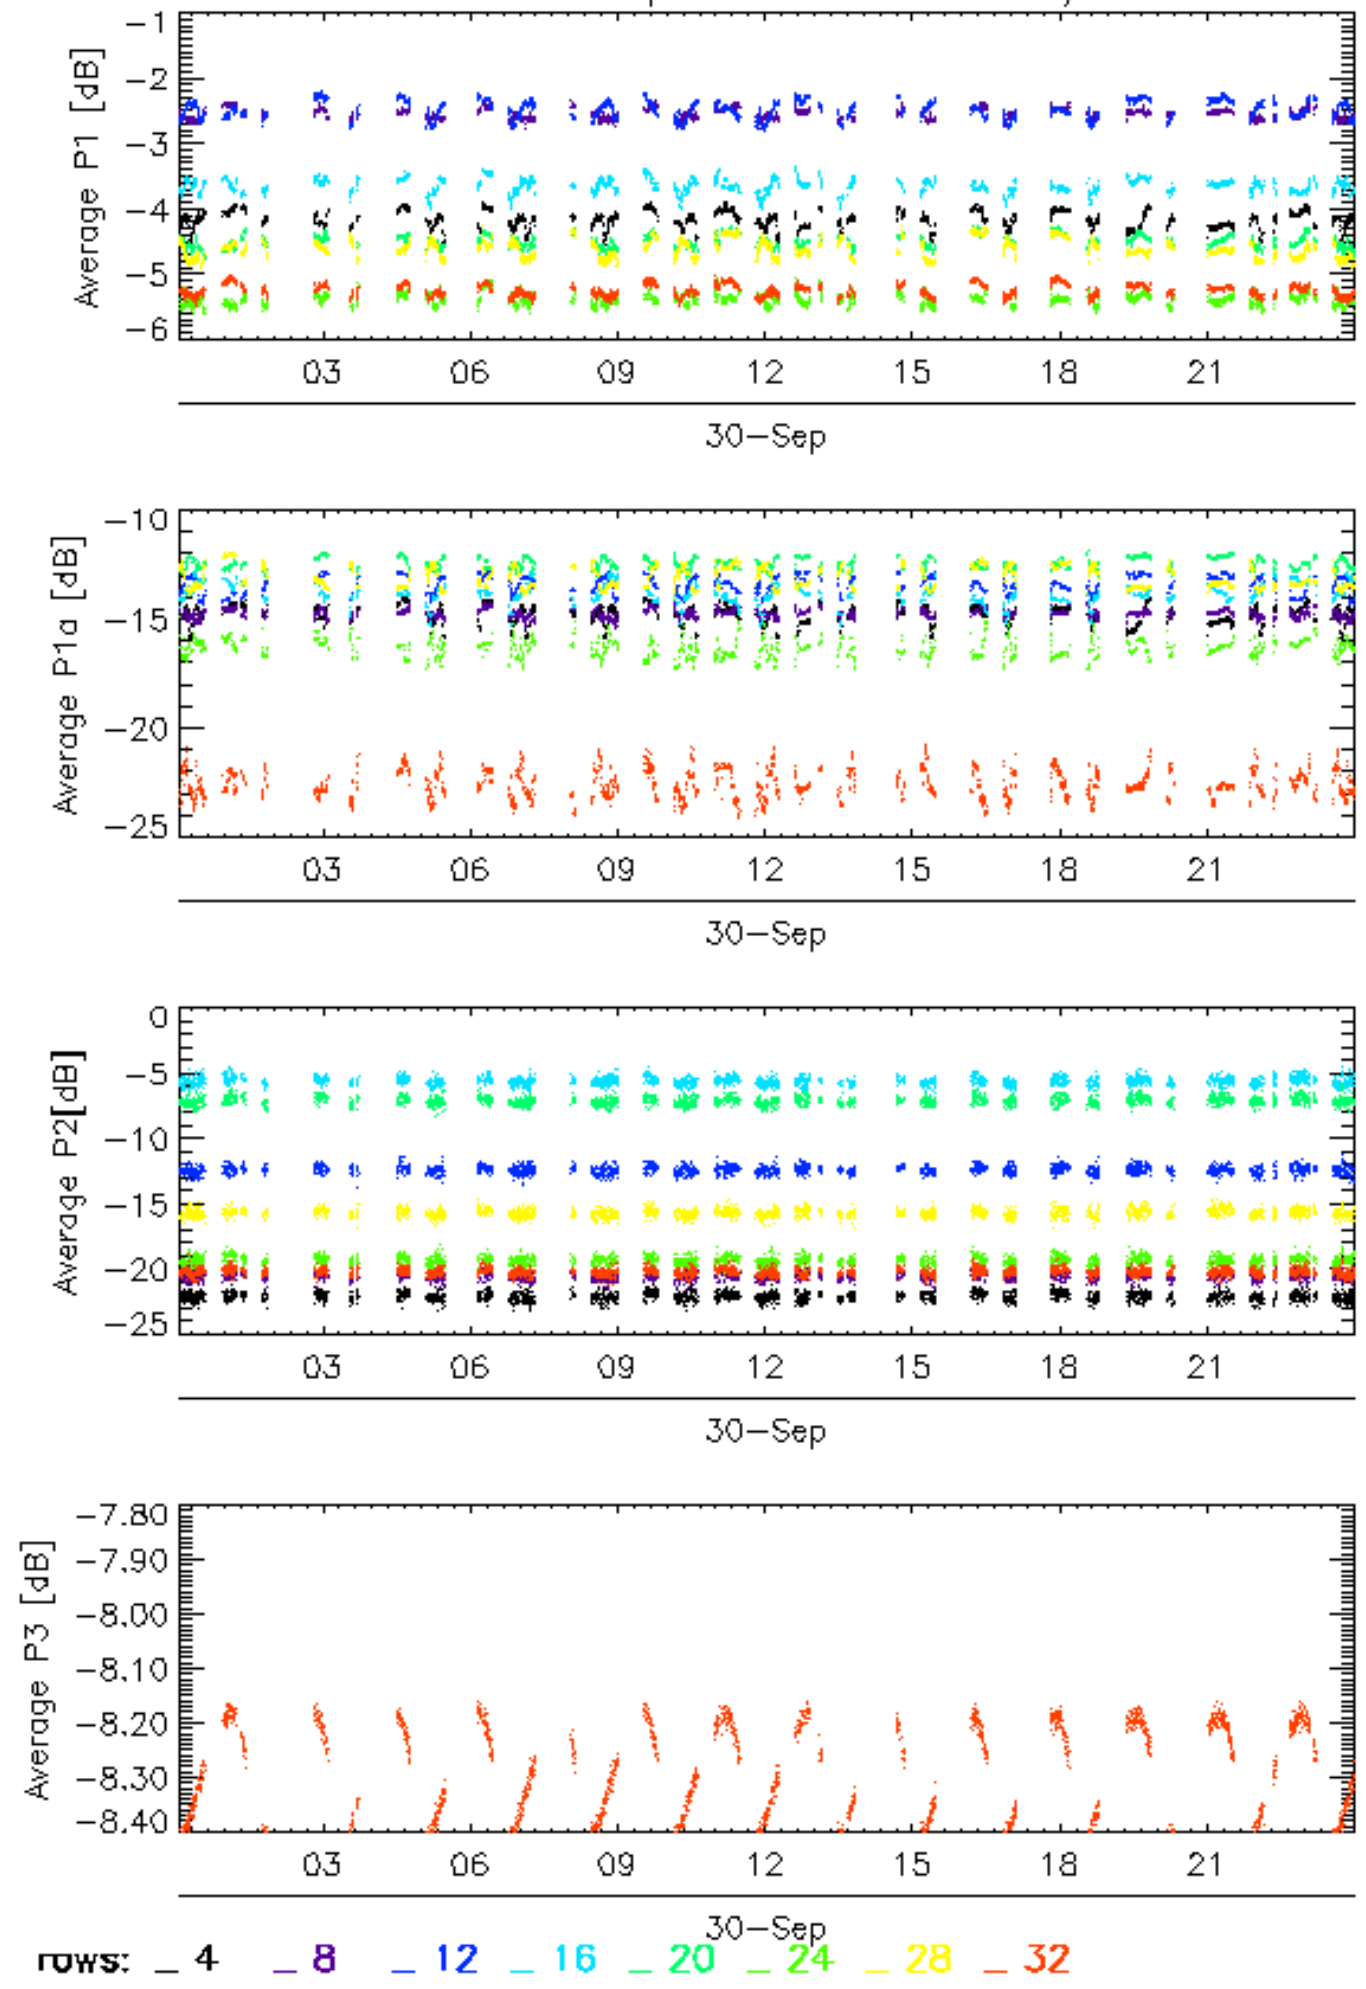 Average P1 [dB]
-1
-2
-3
-4
-5
-6
03 06 09 12 15 18 21
30-Sep
Average P1a [dB]
-10
-15
-20
-25
03 06 09 12 15 18 21
30-Sep
Average P2[dB]
0
-5
-10
-15
-20
-25
03 06 09 12 15 18 21
30-Sep
Average P3 [dB]
-7.80
-7.90
-8.00
-8.10
-8.20
-8.30
-8.40
03 06 09 12 15 18 21
30-Sep
rows: _ 4 _ 8 _ 12 _ 16 _ 20 _ 24 _ 28 _ 32